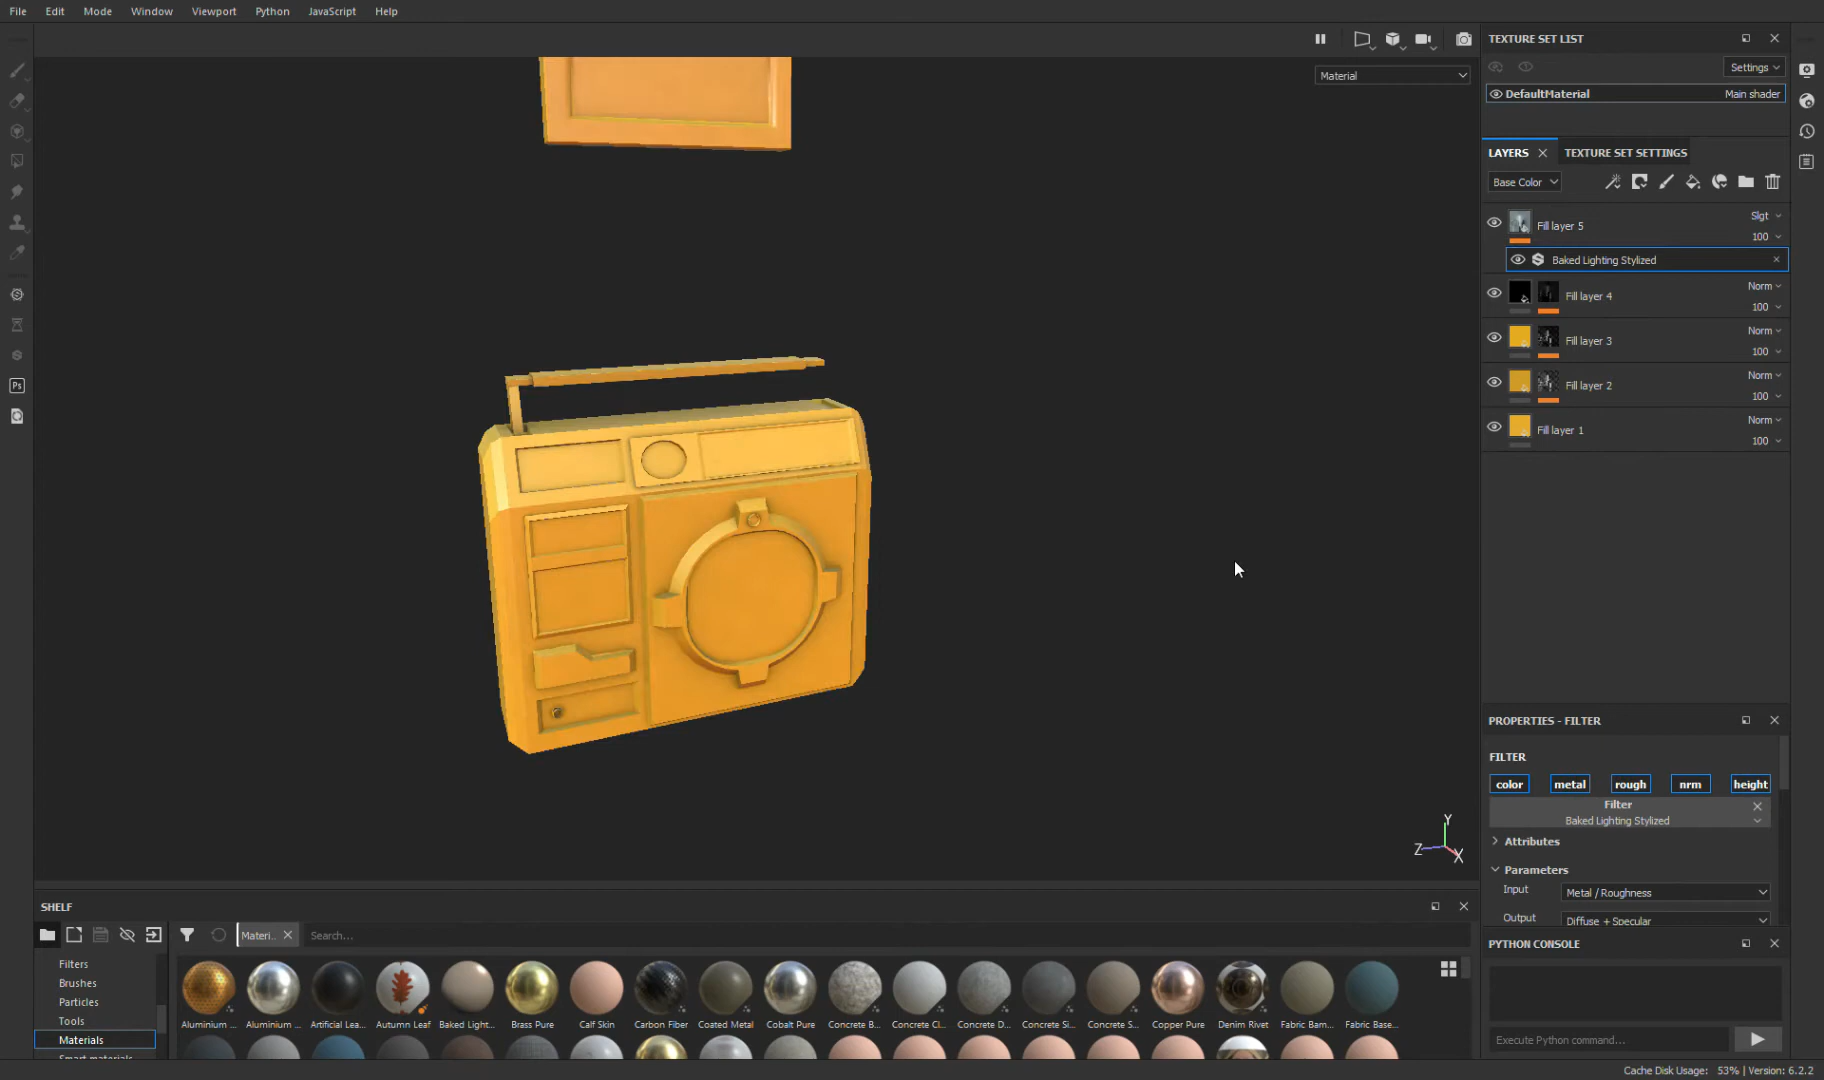 File Edit Mode Window Viewport Python JavaScript Help
Material
TEXTURE SET LIST
Settings
DefaultMaterial Main shader
LAYERS TEXTURE SET SETTINGS
Base Color
Fill layer 5 Slgt
100
Baked Lighting Stylized
Fill layer 4 Norm
100
Fill layer 3 Norm
100
Fill layer 2 Norm
100
Fill layer 1 Norm
100
Y
Z X
PROPERTIES - FILTER
FILTER
color metal rough nrm height
Filter
Baked Lighting Stylized
Attributes
Parameters
Input Metal / Roughness
Output Diffuse + Specular
PYTHON CONSOLE
Execute Python command...
SHELF
Materi.. Search...
Filters
Brushes
Particles
Tools
Materials
Smart materials
Ps
Aluminium ... Aluminium ... Artificial Lea... Autumn Leaf Baked Light... Brass Pure Calf Skin Carbon Fiber Coated Metal Cobalt Pure Concrete B... Concrete Cl... Concrete D... Concrete Si... Concrete S... Copper Pure Denim Rivet Fabric Bam... Fabric Base...
Cache Disk Usage: 53% | Version: 6.2.2